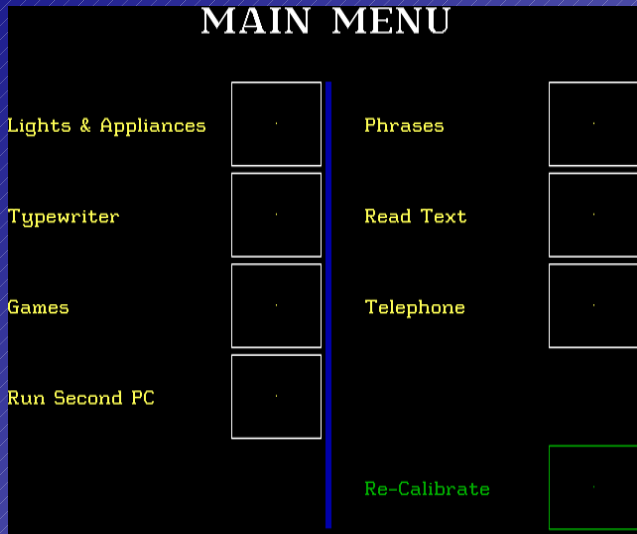 MAIN MENU
Lights & Appliances
Phrases
Typewriter
Read Text
Games
Telephone
Run Second PC
Re-Calibrate